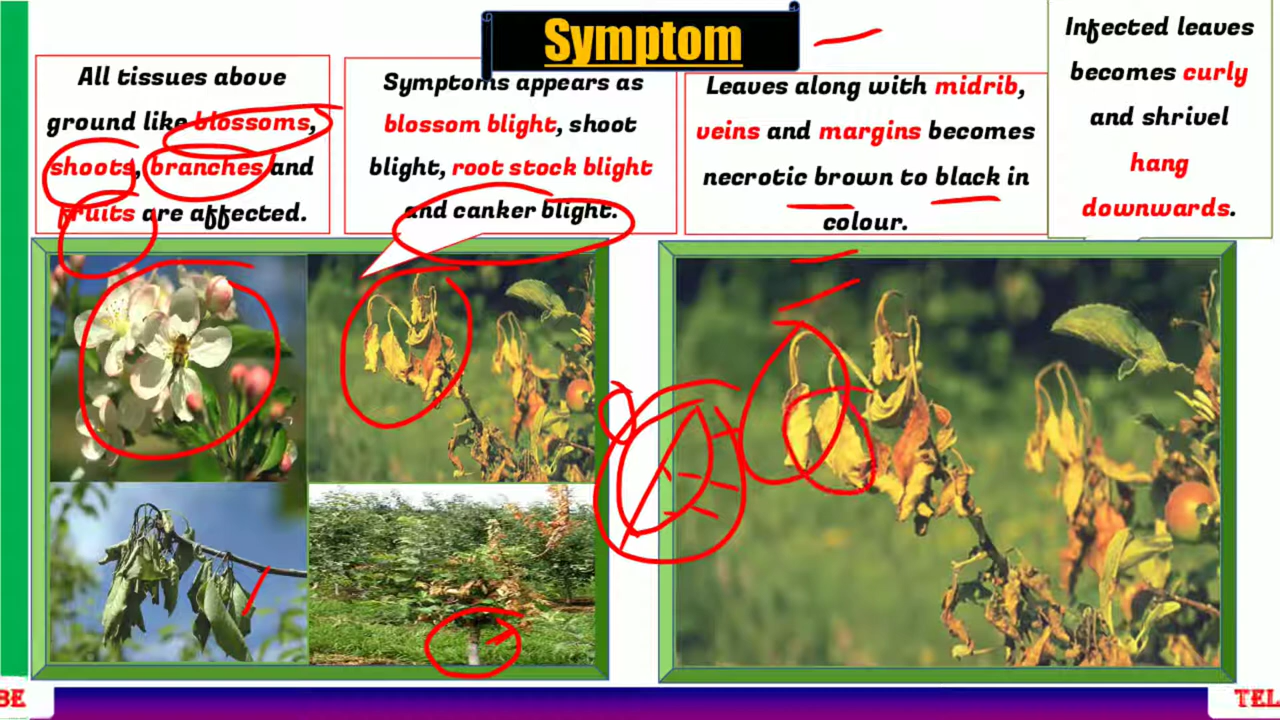 Symptom
All tissues above
ground like blossoms,
shoots, branches and
fruits are affected.
Symptoms appears as
blossom blight, shoot
blight, root stock blight
and canker blight.
Leaves along with midrib,
veins and margins becomes
necrotic brown to black in
colour.
Infected leaves
becomes curly
and shrivel
hang
downwards.
BE
TEL